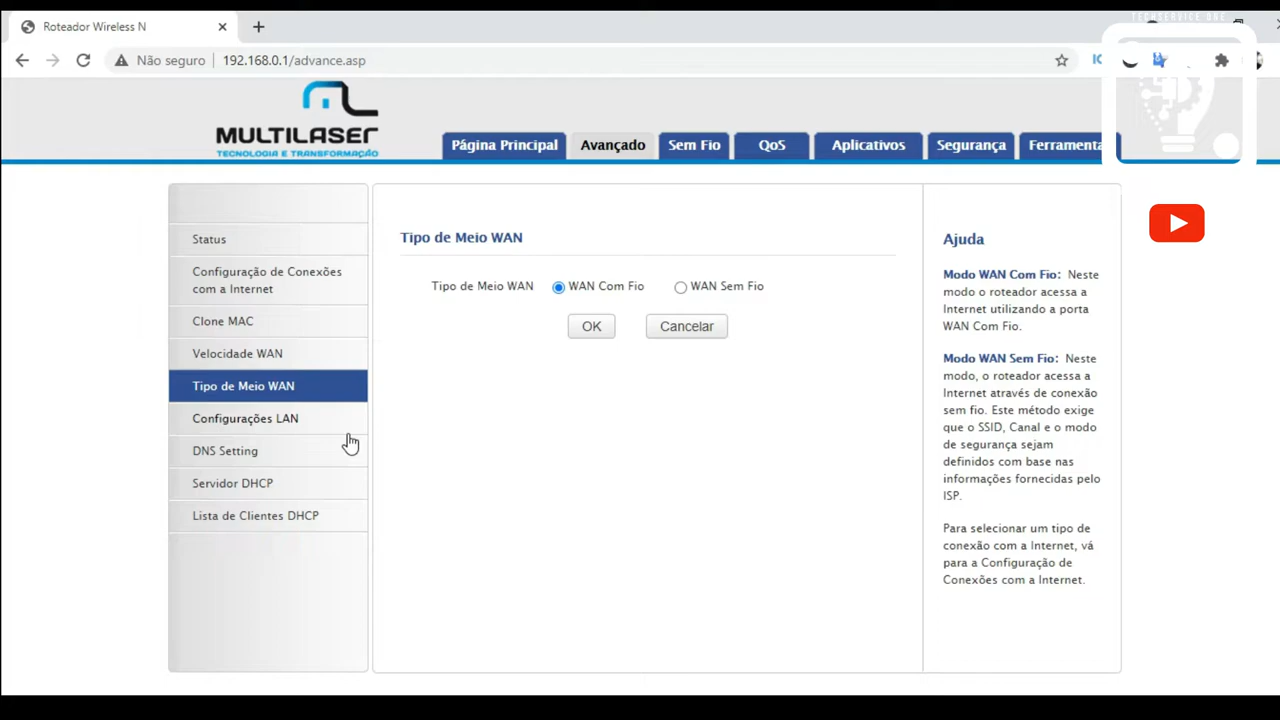 Roteador Wireless N
TECHSERVICE ONE
Não seguro
192.168.0.1/advance.asp
MULTILASER
TECNOLOGIA E TRANSFORMAÇÃO
Página Principal
Avançado
Sem Fio
QoS
Aplicativos
Segurança
Ferramenta
Status
Configuração de Conexões
com a Internet
Clone MAC
Velocidade WAN
Tipo de Meio WAN
Configurações LAN
DNS Setting
Servidor DHCP
Lista de Clientes DHCP
Tipo de Meio WAN
Tipo de Meio WAN
WAN Com Fio
WAN Sem Fio
OK
Cancelar
Ajuda
Modo WAN Com Fio: Neste
modo o roteador acessa a
Internet utilizando a porta
WAN Com Fio.
Modo WAN Sem Fio: Neste
modo, o roteador acessa a
Internet através de conexão
sem fio. Este método exige
que o SSID, Canal e o modo
de segurança sejam
definidos com base nas
informações fornecidas pelo
ISP.
Para selecionar um tipo de
conexão com a Internet, vá
para a Configuração de
Conexões com a Internet.